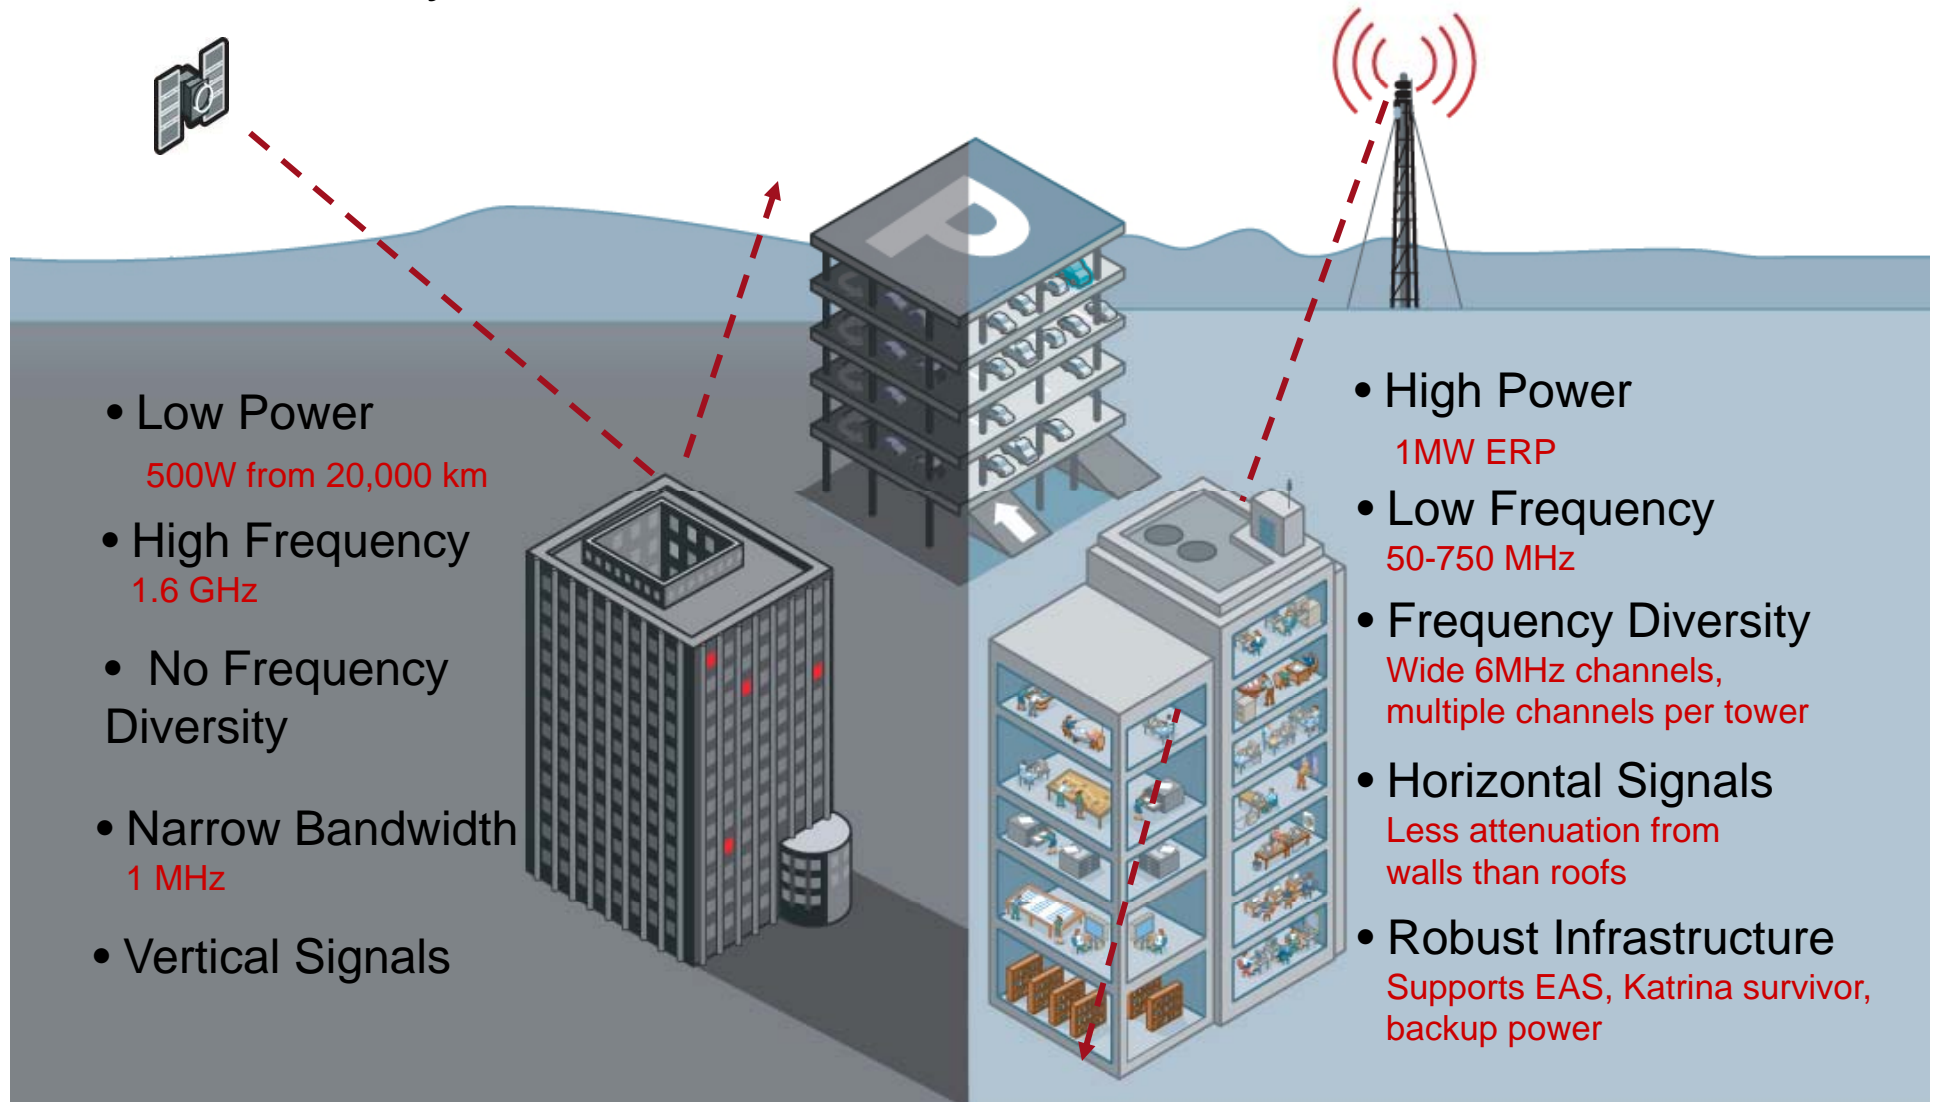 P
• Low Power
500W from 20,000 km
• High Frequency
1.6 GHz
• No Frequency
Diversity
• Narrow Bandwidth
1 MHz
• Vertical Signals
• High Power
1MW ERP
• Low Frequency
50-750 MHz
• Frequency Diversity
Wide 6MHz channels,
multiple channels per tower
• Horizontal Signals
Less attenuation from
walls than roofs
• Robust Infrastructure
Supports EAS, Katrina survivor,
backup power